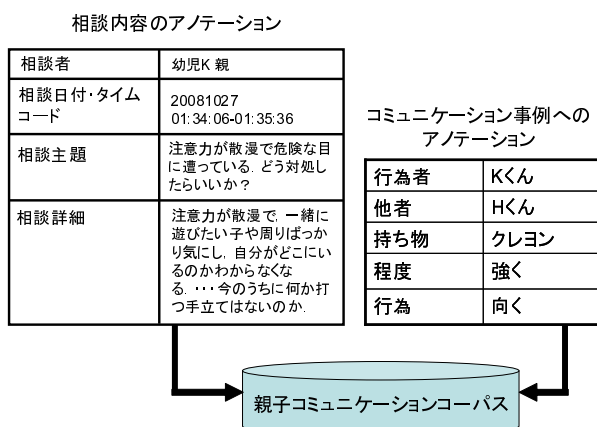 相談内容のアノテーション
相談者 幼児K 親
相談日付・タイム
コード
20081027
01:34:06-01:35:36
相談主題
注意力が散漫で危険な目
に遭っている. どう対処し
たらいいか？
相談詳細
注意力が散漫で, 一緒に
遊びたい子や周りばっか
り気にし, 自分がどこにい
るのかわからなくな
る. ・・・今のうちに何か打
つ手立てはないのか.
コミュニケーション事例への
アノテーション
行為者 Kくん
他者 Hくん
持ち物 クレヨン
程度 強く
行為 向く
親子コミュニケーションコーパス